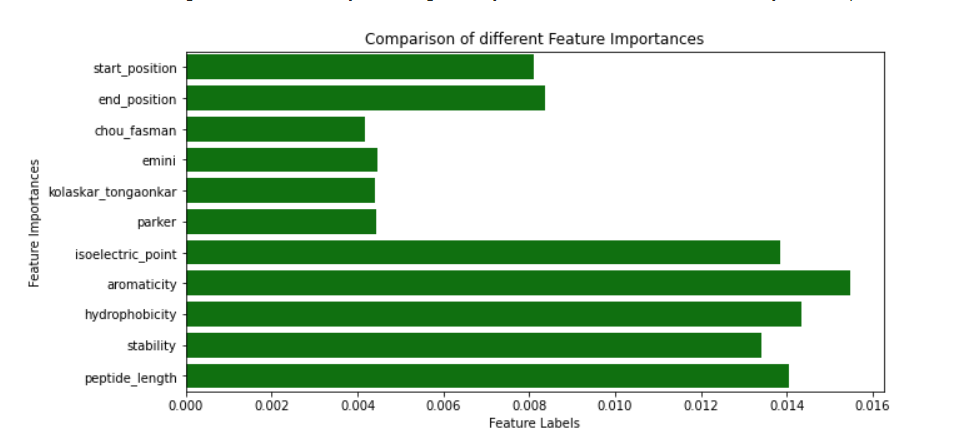 Comparison of different Feature Importances
start_position
end_position
chou_fasman
emini
kolaskar_tongaonkar
parker
isoelectric_point
aromaticity
hydrophobicity
stability
peptide_length
Feature Importances
0.000 0.002 0.004 0.006 0.008 0.010 0.012 0.014 0.016
Feature Labels